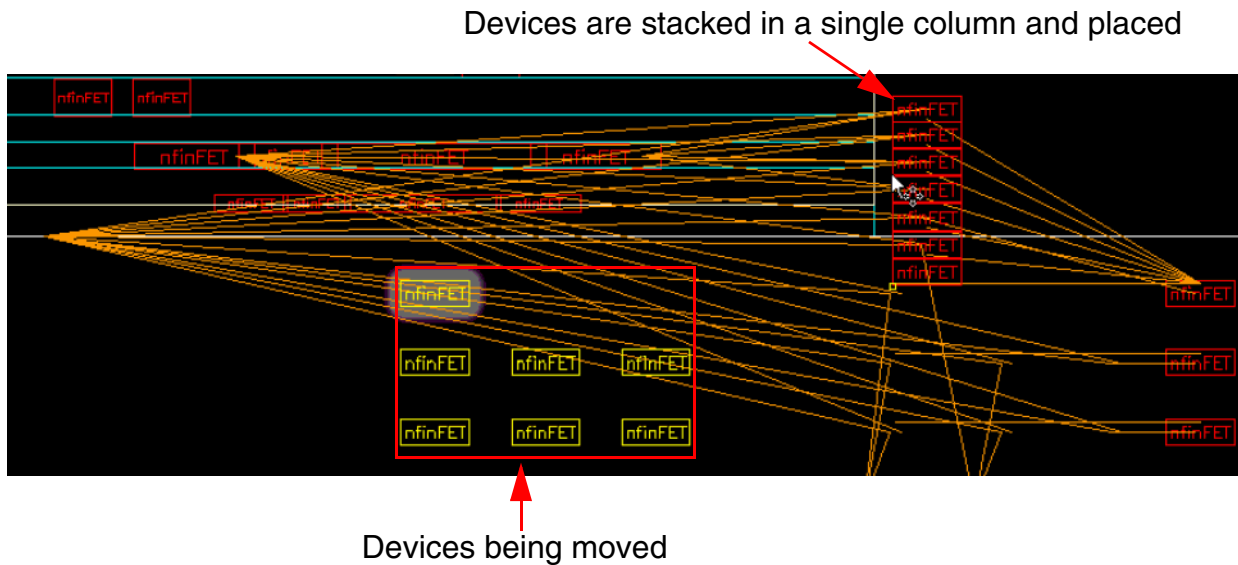 Devices are stacked in a single column and placed
nfinFET nfinFET
nfinFET
nfinFET
nfinFET
nfinFET nfinFET nfinFET
nfinFET
nfinFET
nfinFET
nfinFET
nfinFET
nfinFET nfinFET
nfinFET nfinFET nfinFET nfinFET
nfinFET nfinFET nfinFET nfinFET
Devices being moved